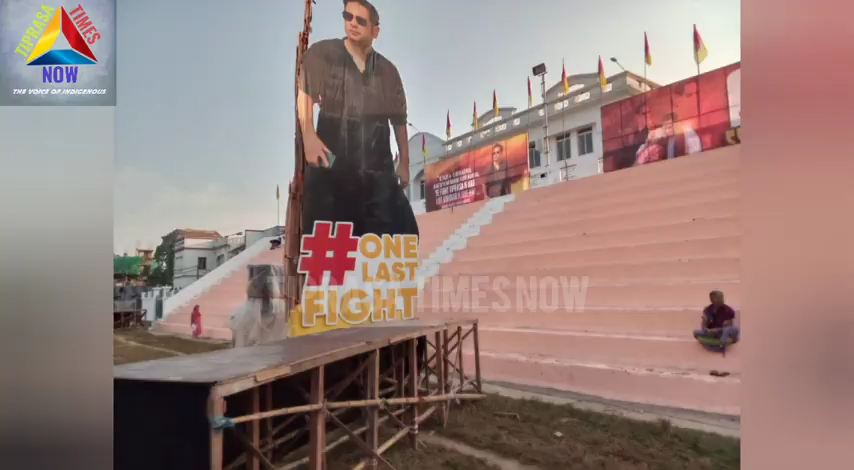 TIPRASA
TIMES
NOW
THE VOICE OF INDIGENOUS
#ONE
LAST
FIGHT
TIMES NOW